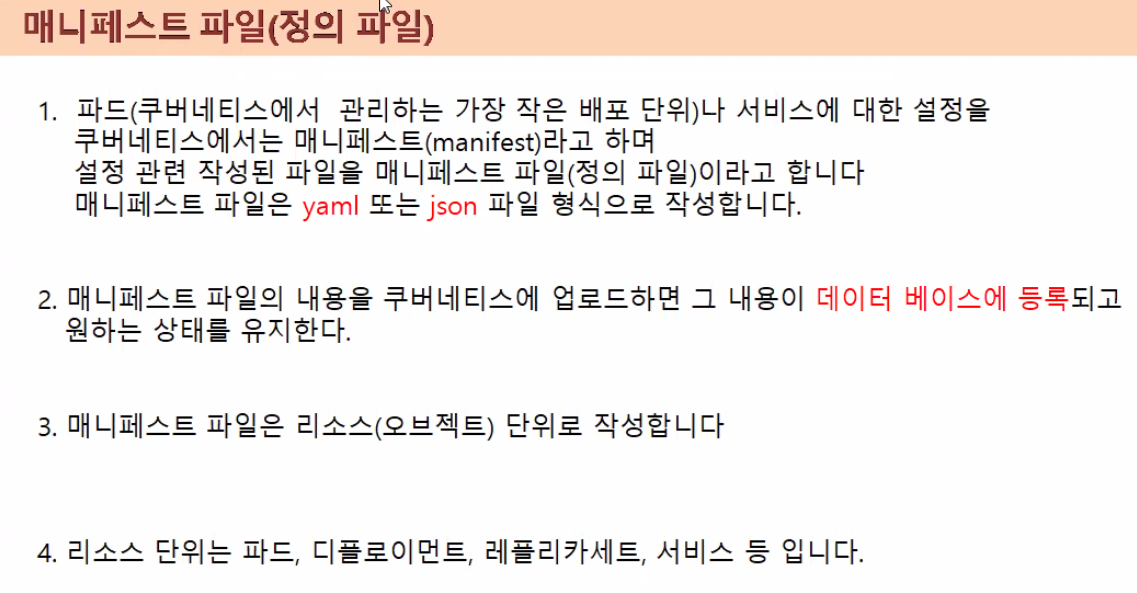 매니페스트 파일(정의 파일)
1. 파드(쿠버네티스에서 관리하는 가장 작은 배포 단위)나 서비스에 대한 설정을
쿠버네티스에서는 매니페스트(manifest)라고 하며
설정 관련 작성된 파일을 매니페스트 파일(정의 파일)이라고 합니다
매니페스트 파일은 yaml 또는 json 파일 형식으로 작성합니다.
2. 매니페스트 파일의 내용을 쿠버네티스에 업로드하면 그 내용이 데이터 베이스에 등록되고
원하는 상태를 유지한다.
3. 매니페스트 파일은 리소스(오브젝트) 단위로 작성합니다
4. 리소스 단위는 파드, 디플로이먼트, 레플리카세트, 서비스 등 입니다.